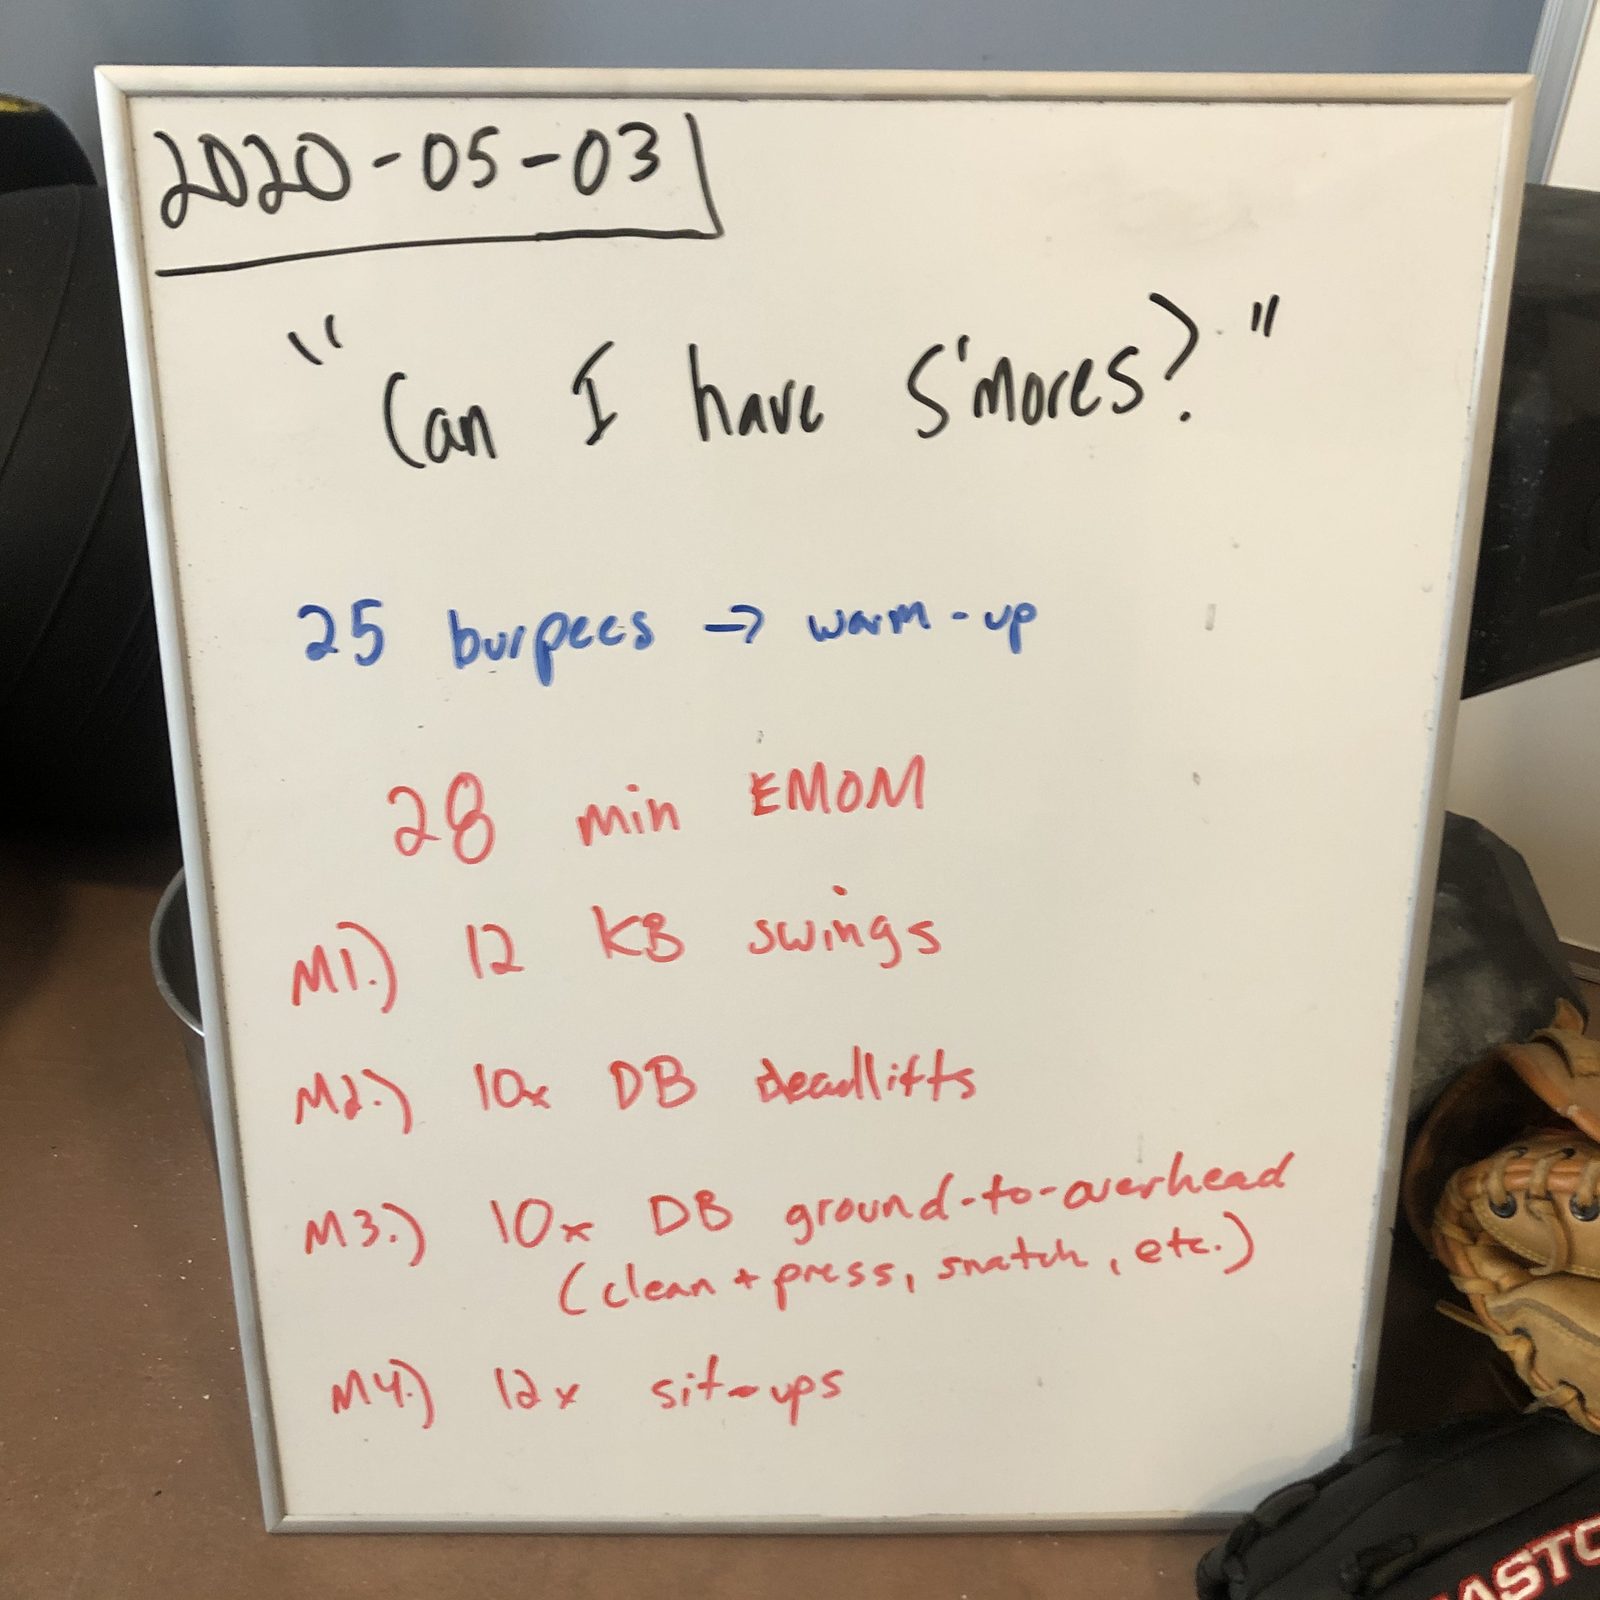 2020-05-03
"Can I have S'mores?"
25 burpees → warm-up
28 min EMOM
M1.) 12 KB swings
M2.) 10x DB deadlifts
M3.) 10x DB ground-to-overhead
(clean + press, snatch, etc.)
M4.) 12x sit-ups